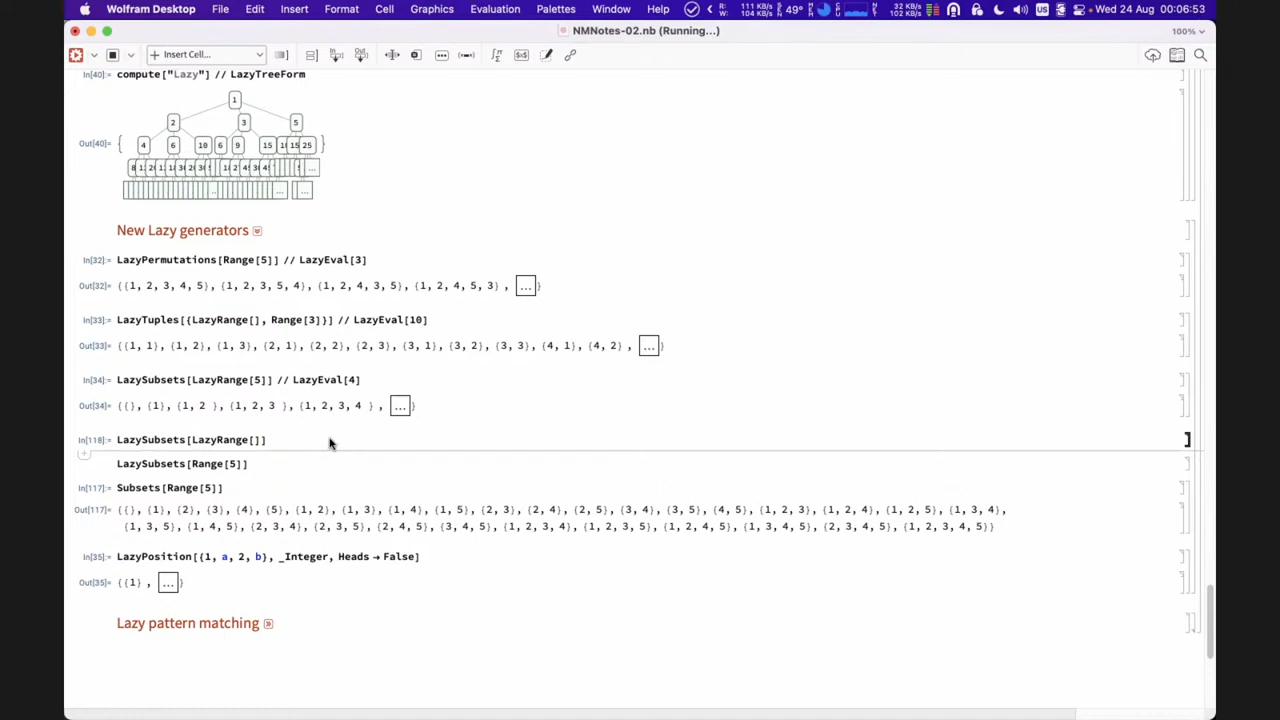 Wolfram Desktop File Edit Insert Format Cell Graphics Evaluation Palettes Window Help R: 111 KB/s W: 104 KB/s 49° 32 KB/s 102 KB/s US Wed 24 Aug 00:06:53
NMNotes-02.nb (Running...) 100%
Insert Cell...
In[40]:= compute["Lazy"] // LazyTreeForm
1
2 3 5
Out[40]= { 4 6 10 6 9 15 15 25 }
...
... ...
New Lazy generators
In[32]:= LazyPermutations[Range[5]] // LazyEval[3]
Out[32]= {{1, 2, 3, 4, 5}, {1, 2, 3, 5, 4}, {1, 2, 4, 3, 5}, {1, 2, 4, 5, 3} , ... }
In[33]:= LazyTuples[{LazyRange[], Range[3]}] // LazyEval[10]
Out[33]= {{1, 1}, {1, 2}, {1, 3}, {2, 1}, {2, 2}, {2, 3}, {3, 1}, {3, 2}, {3, 3}, {4, 1}, {4, 2} , ... }
In[34]:= LazySubsets[LazyRange[5]] // LazyEval[4]
Out[34]= {{}, {1}, {1, 2 }, {1, 2, 3 }, {1, 2, 3, 4 } , ... }
In[118]:= LazySubsets[LazyRange[]]
LazySubsets[Range[5]]
In[117]:= Subsets[Range[5]]
Out[117]= {{}, {1}, {2}, {3}, {4}, {5}, {1, 2}, {1, 3}, {1, 4}, {1, 5}, {2, 3}, {2, 4}, {2, 5}, {3, 4}, {3, 5}, {4, 5}, {1, 2, 3}, {1, 2, 4}, {1, 2, 5}, {1, 3, 4},
{1, 3, 5}, {1, 4, 5}, {2, 3, 4}, {2, 3, 5}, {2, 4, 5}, {3, 4, 5}, {1, 2, 3, 4}, {1, 2, 3, 5}, {1, 2, 4, 5}, {1, 3, 4, 5}, {2, 3, 4, 5}, {1, 2, 3, 4, 5}}
In[35]:= LazyPosition[{1, a, 2, b}, _Integer, Heads → False]
Out[35]= {{1} , ... }
Lazy pattern matching